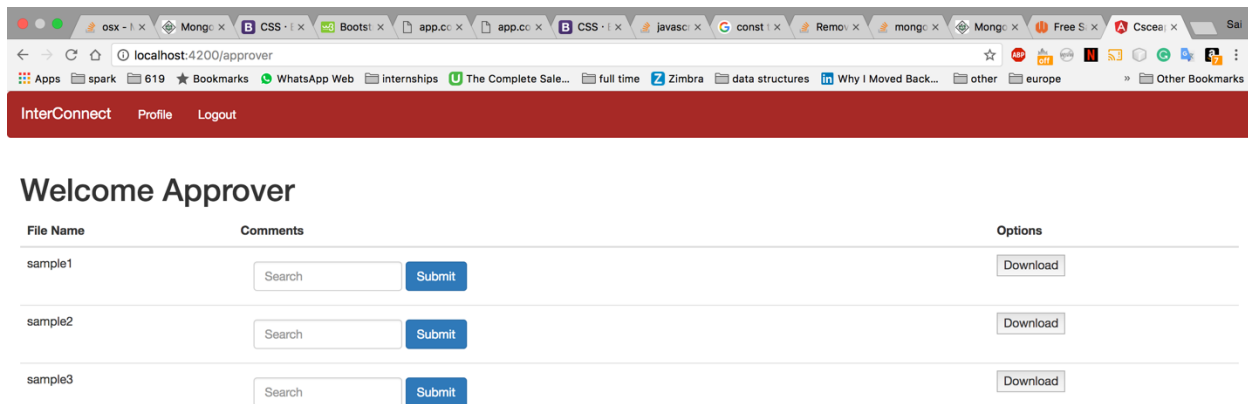 osx - M Mongo CSS · B Bootst app.co app.co CSS · B javasc const t Remov mongo Mongo Free S Cscea Sai
localhost:4200/approver
Apps spark 619 Bookmarks WhatsApp Web internships The Complete Sale... full time Zimbra data structures Why I Moved Back... other europe » Other Bookmarks
InterConnect Profile Logout
Welcome Approver
File Name Comments Options
sample1 Search Submit Download
sample2 Search Submit Download
sample3 Search Submit Download